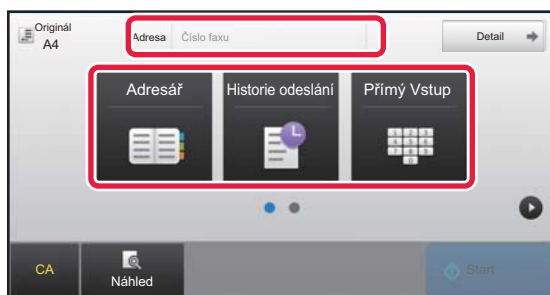 Originál
A4
Adresa Číslo faxu
Detail
Adresář
Historie odeslání
Přímý Vstup
CA
Náhled
Start